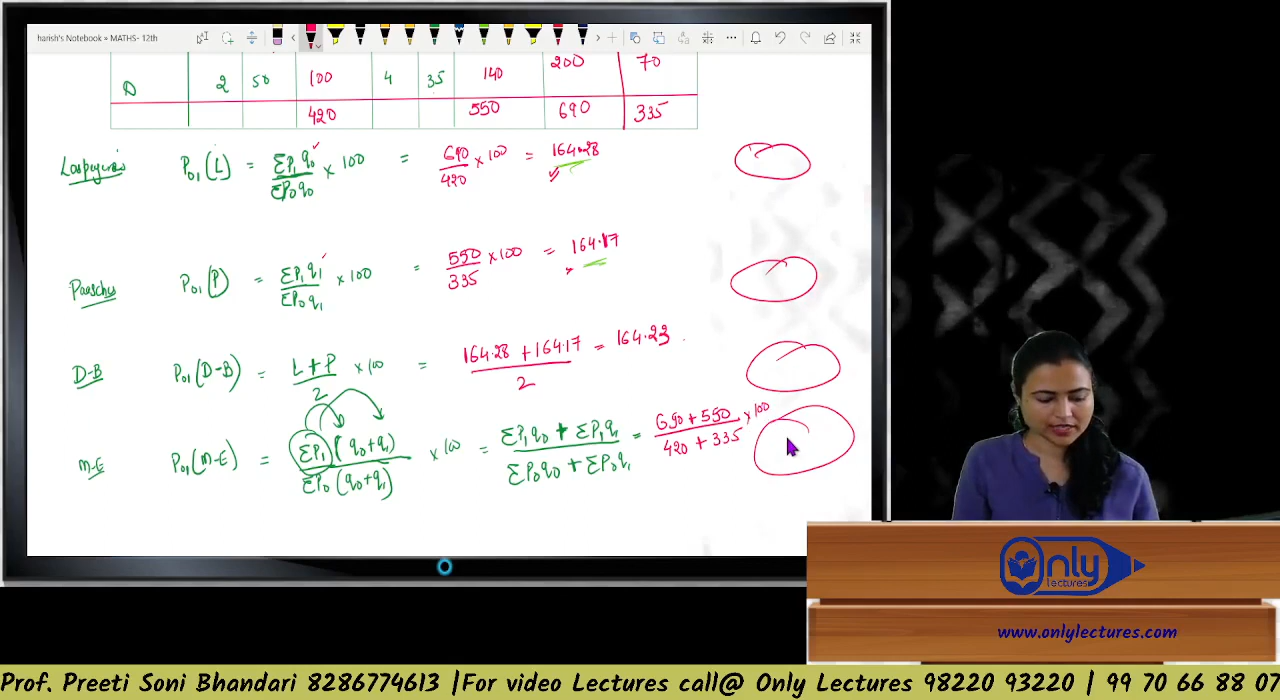 harish's Notebook » MATHS- 12th
D 2 50 100 4 35 140 200 70
420 550 690 335
Laspeyre's P01(L) = ΣP1q0/ΣP0q0 × 100 = 690/420 × 100 = 164.28
Paasche's P01(P) = ΣP1q1/ΣP0q1 × 100 = 550/335 × 100 = 164.17
D-B P01(D-B) = L+P/2 × 100 = 164.28 + 164.17/2 = 164.23
M-E P01(M-E) = ΣP1(q0+q1)/ΣP0(q0+q1) × 100 = ΣP1q0 + ΣP1q1/ΣP0q0 + ΣP0q1 = 690 + 550/420 + 335 × 100
Only
lectures
www.onlylectures.com
Prof. Preeti Soni Bhandari 8286774613 |For video Lectures call@ Only Lectures 98220 93220 | 99 70 66 88 07